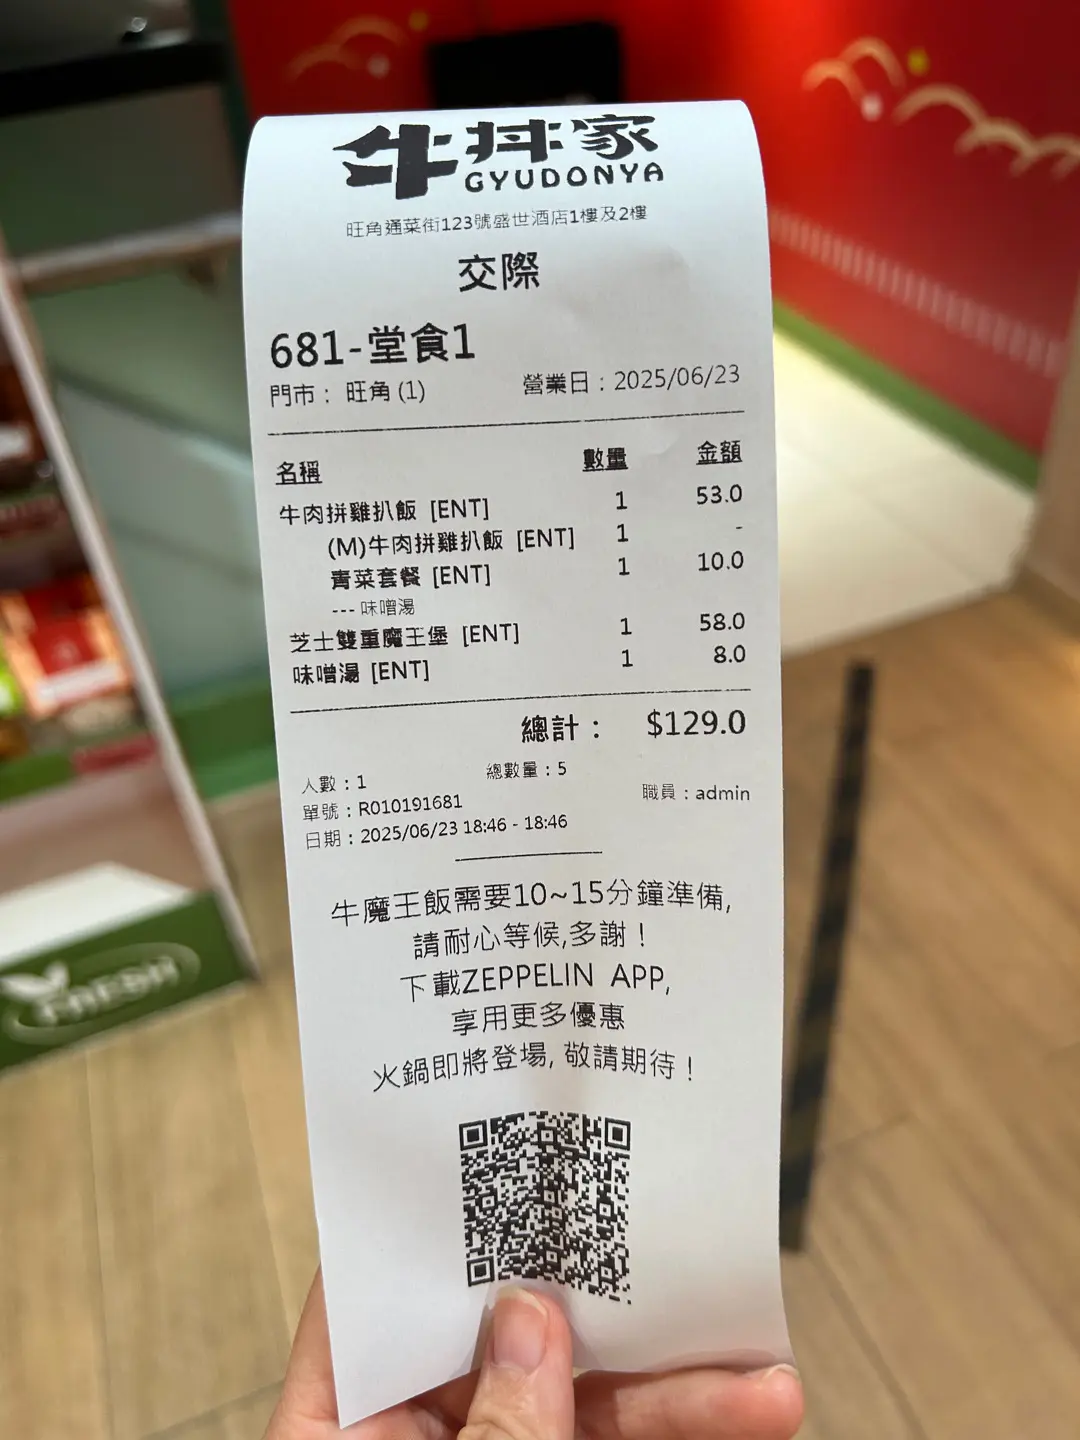 牛丼家
GYUDONYA
旺角通菜街123號盛世酒店1樓及2樓
交際
681-堂食1
門市： 旺角 (1) 營業日：2025/06/23
名稱 數量 金額
牛肉拼雞扒飯 [ENT] 1 53.0
(M)牛肉拼雞扒飯 [ENT] 1 -
青菜套餐 [ENT] 1 10.0
--- 味噌湯
芝士雙重魔王堡 [ENT] 1 58.0
味噌湯 [ENT] 1 8.0
總計： $129.0
人數：1 總數量：5
單號：R010191681 職員：admin
日期：2025/06/23 18:46 - 18:46
牛魔王飯需要10~15分鐘準備,
請耐心等候,多謝！
下載ZEPPELIN APP,
享用更多優惠
火鍋即將登場, 敬請期待！
FRESH